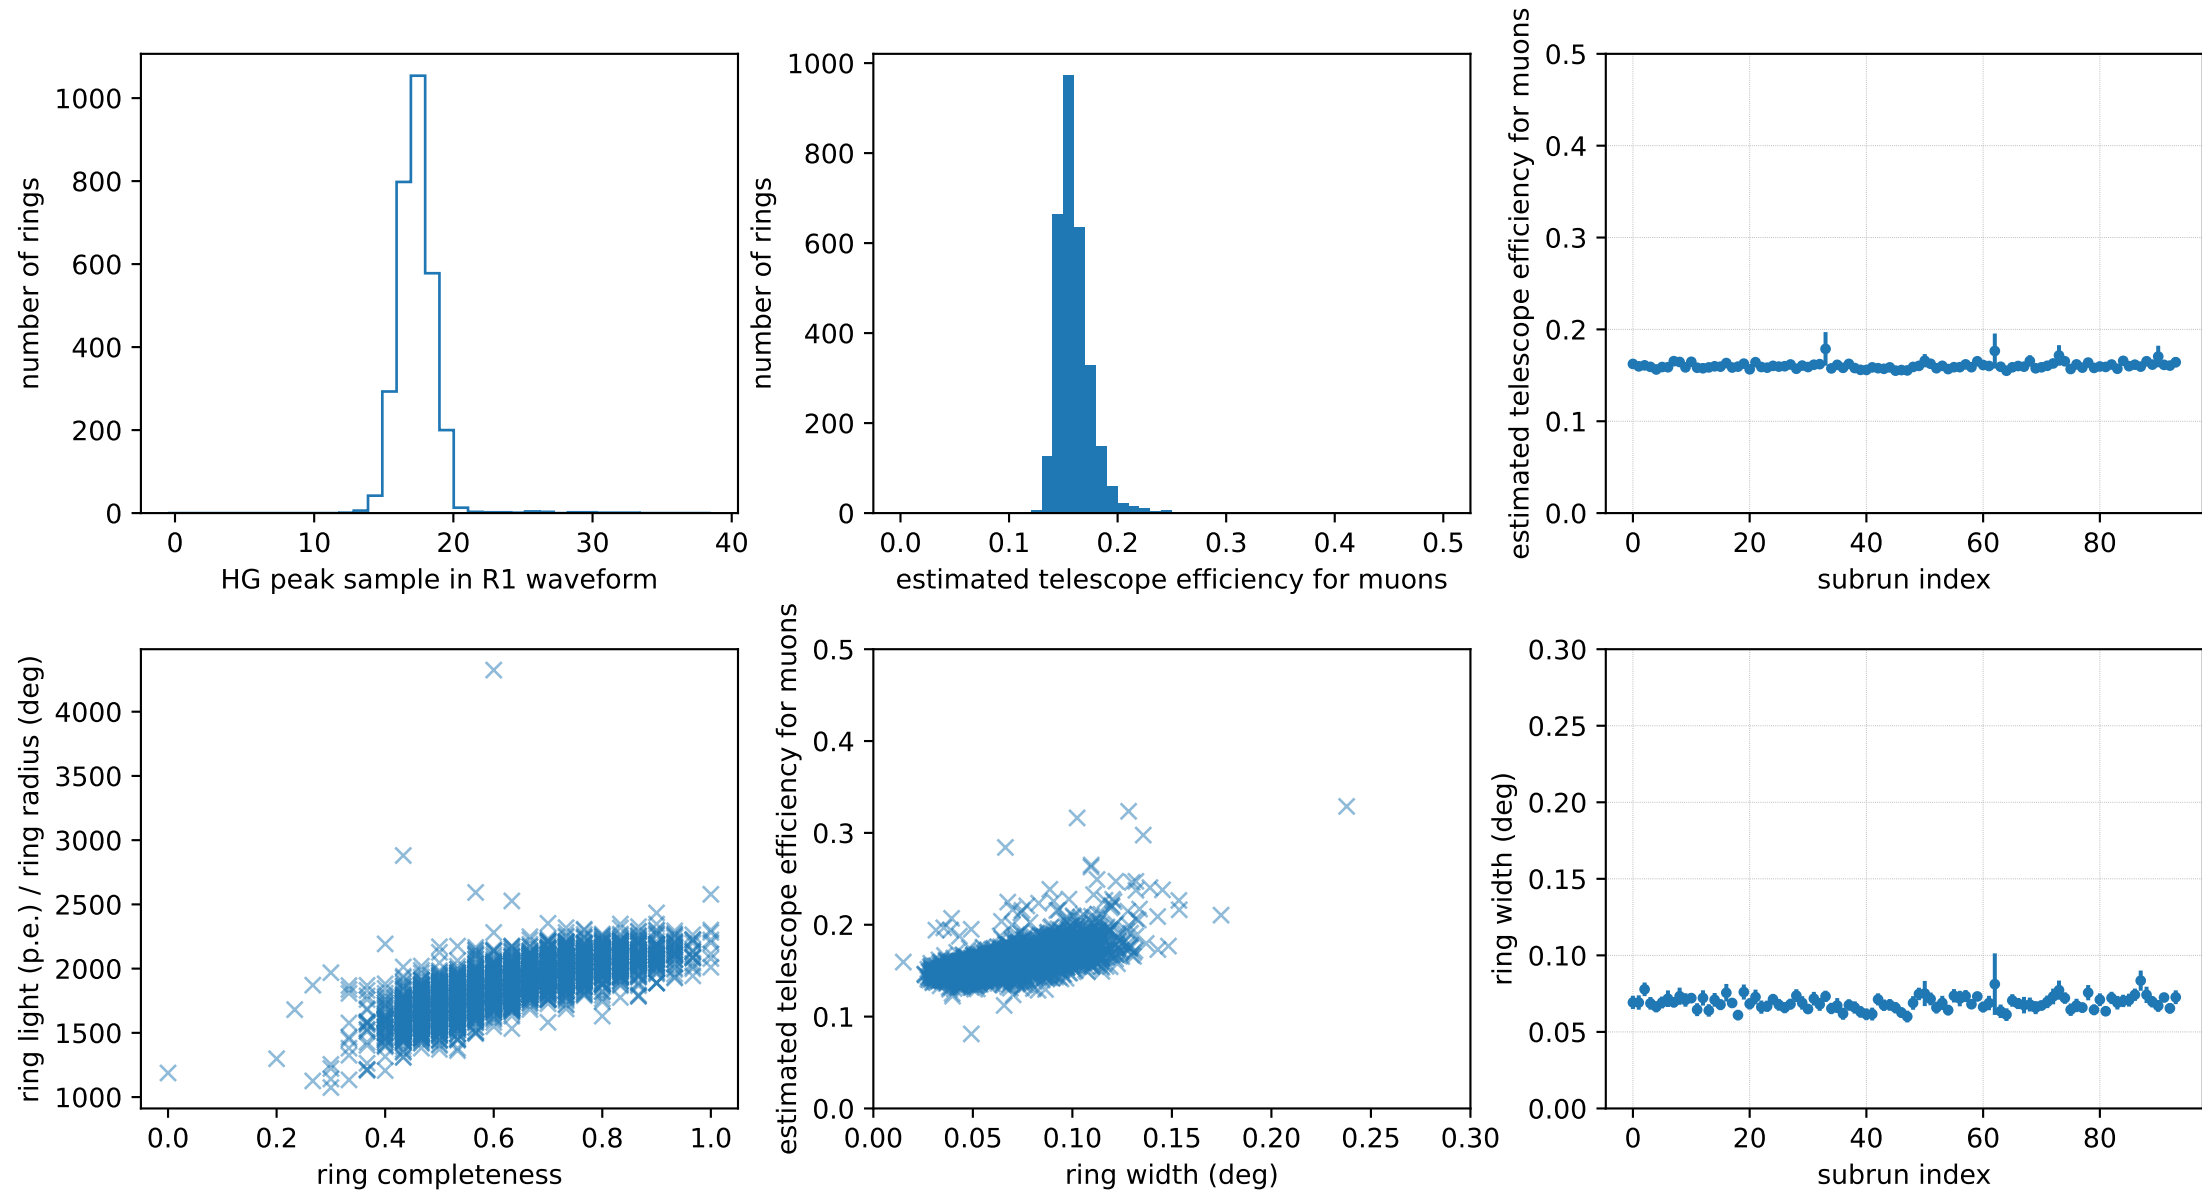 number of rings
1000
800
600
400
200
0
0 10 20 30 40
HG peak sample in R1 waveform
number of rings
1000
800
600
400
200
0
0.0 0.1 0.2 0.3 0.4 0.5
estimated telescope efficiency for muons
estimated telescope efficiency for muons
0.5
0.4
0.3
0.2
0.1
0.0
0 20 40 60 80
subrun index
ring light (p.e.) / ring radius (deg)
4000
3500
3000
2500
2000
1500
1000
0.0 0.2 0.4 0.6 0.8 1.0
ring completeness
estimated telescope efficiency for muons
0.5
0.4
0.3
0.2
0.1
0.0
0.00 0.05 0.10 0.15 0.20 0.25 0.30
ring width (deg)
ring width (deg)
0.30
0.25
0.20
0.15
0.10
0.05
0.00
0 20 40 60 80
subrun index